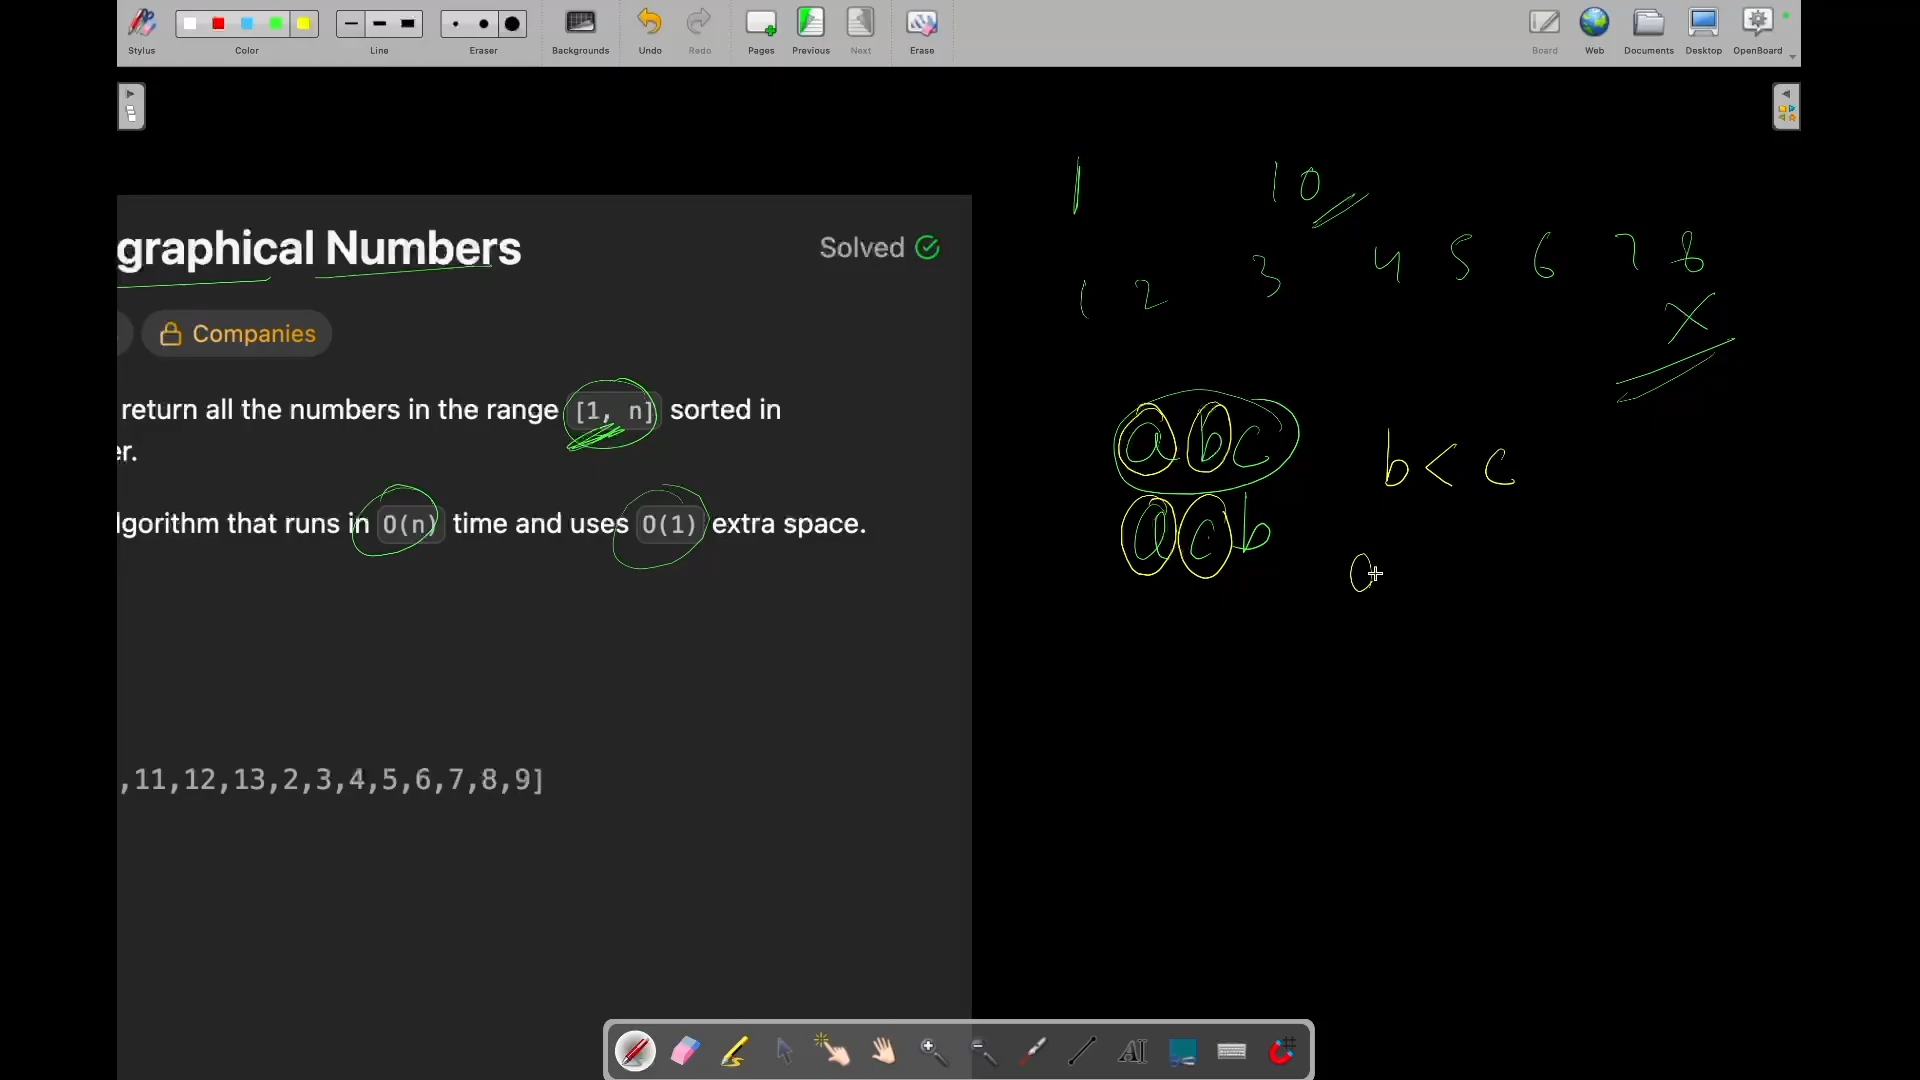 Stylus Color Line Eraser Backgrounds Undo Redo Pages Previous Next Erase Board Web Documents Desktop OpenBoard
graphical Numbers
Solved
Companies
return all the numbers in the range [1, n] sorted in
er.
lgorithm that runs in O(n) time and uses O(1) extra space.
,11,12,13,2,3,4,5,6,7,8,9]
1 10
1 2 3 4 5 6 7 8
X
abc
b < c
acb
AI